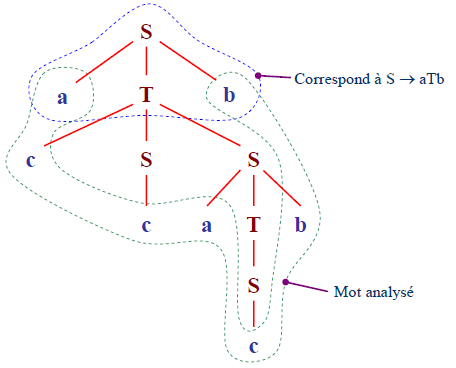 S
Correspond à S → aTb
a T b
c S S
c a T b
S
Mot analysé
c